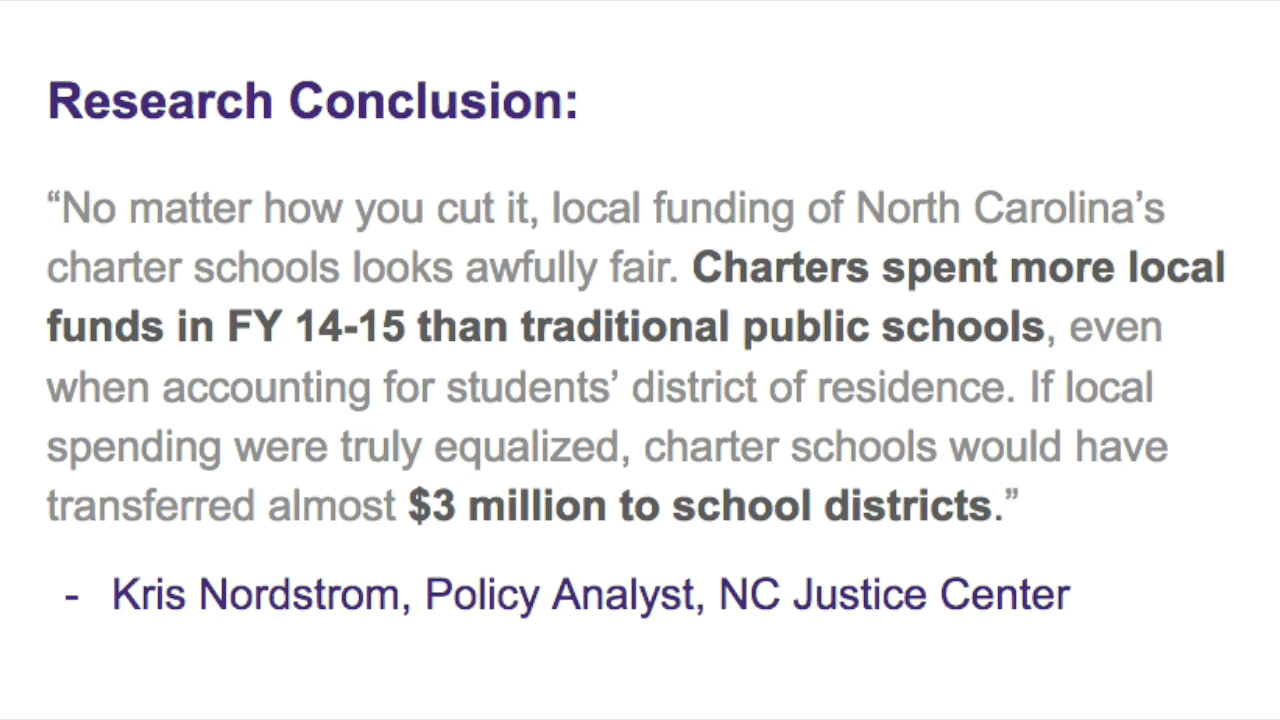 Research Conclusion:
“No matter how you cut it, local funding of North Carolina’s
charter schools looks awfully fair. Charters spent more local
funds in FY 14-15 than traditional public schools, even
when accounting for students’ district of residence. If local
spending were truly equalized, charter schools would have
transferred almost $3 million to school districts.”
- Kris Nordstrom, Policy Analyst, NC Justice Center